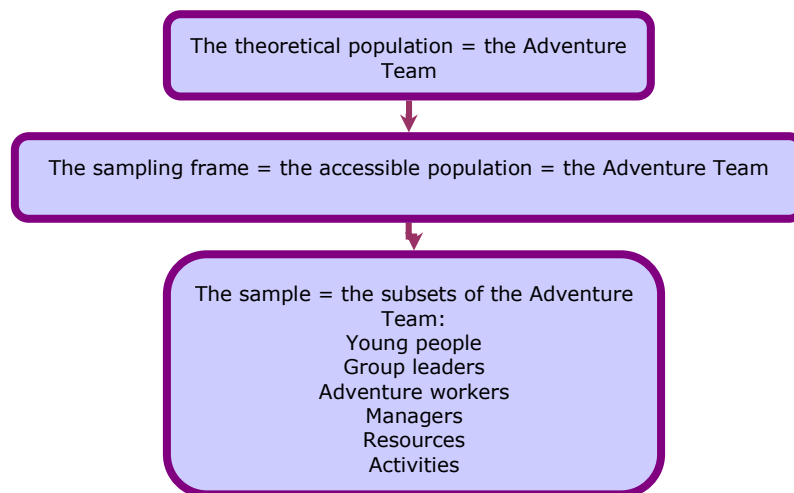 The theoretical population = the Adventure
Team
The sampling frame = the accessible population = the Adventure Team
The sample = the subsets of the Adventure
Team:
Young people
Group leaders
Adventure workers
Managers
Resources
Activities